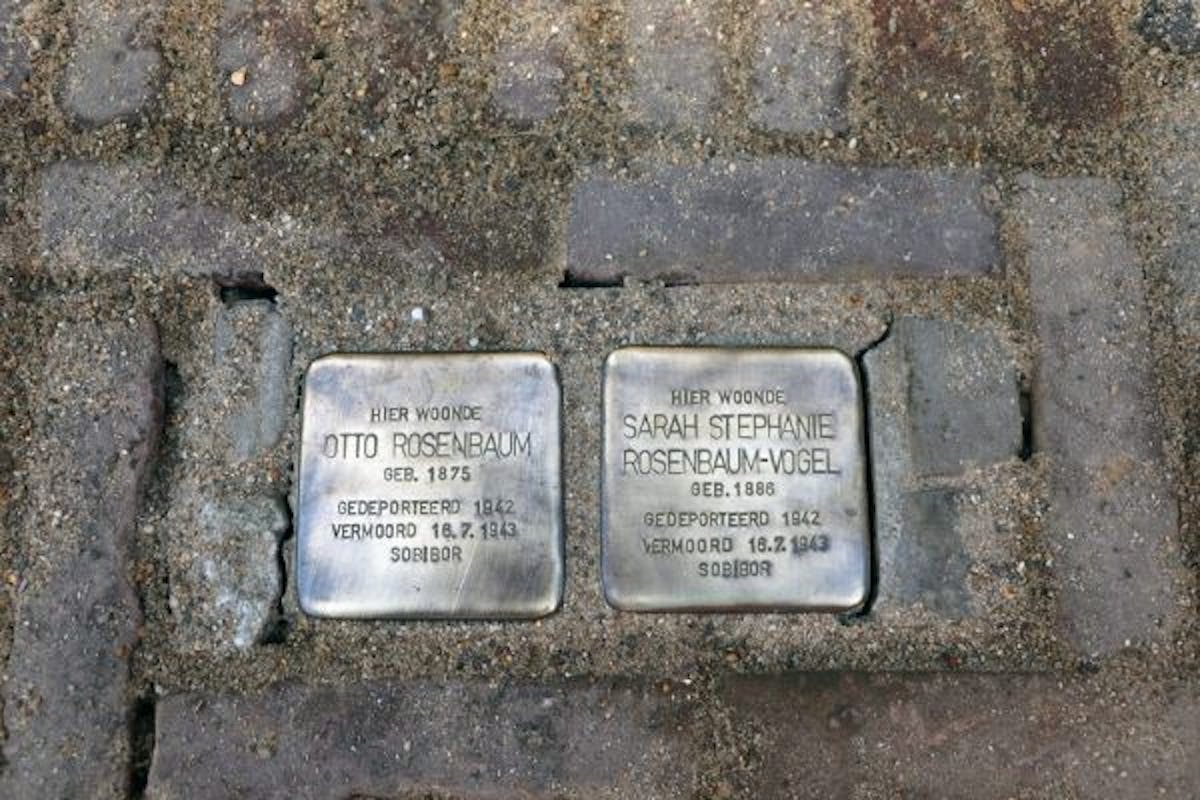 HIER WOONDE
OTTO ROSENBAUM
GEB. 1875
GEDEPORTEERD 1942
VERMOORD 16.7.1943
SOBIBOR
HIER WOONDE
SARAH STEPHANIE
ROSENBAUM-VOGEL
GEB. 1886
GEDEPORTEERD 1942
VERMOORD 16.7.1943
SOBIBOR